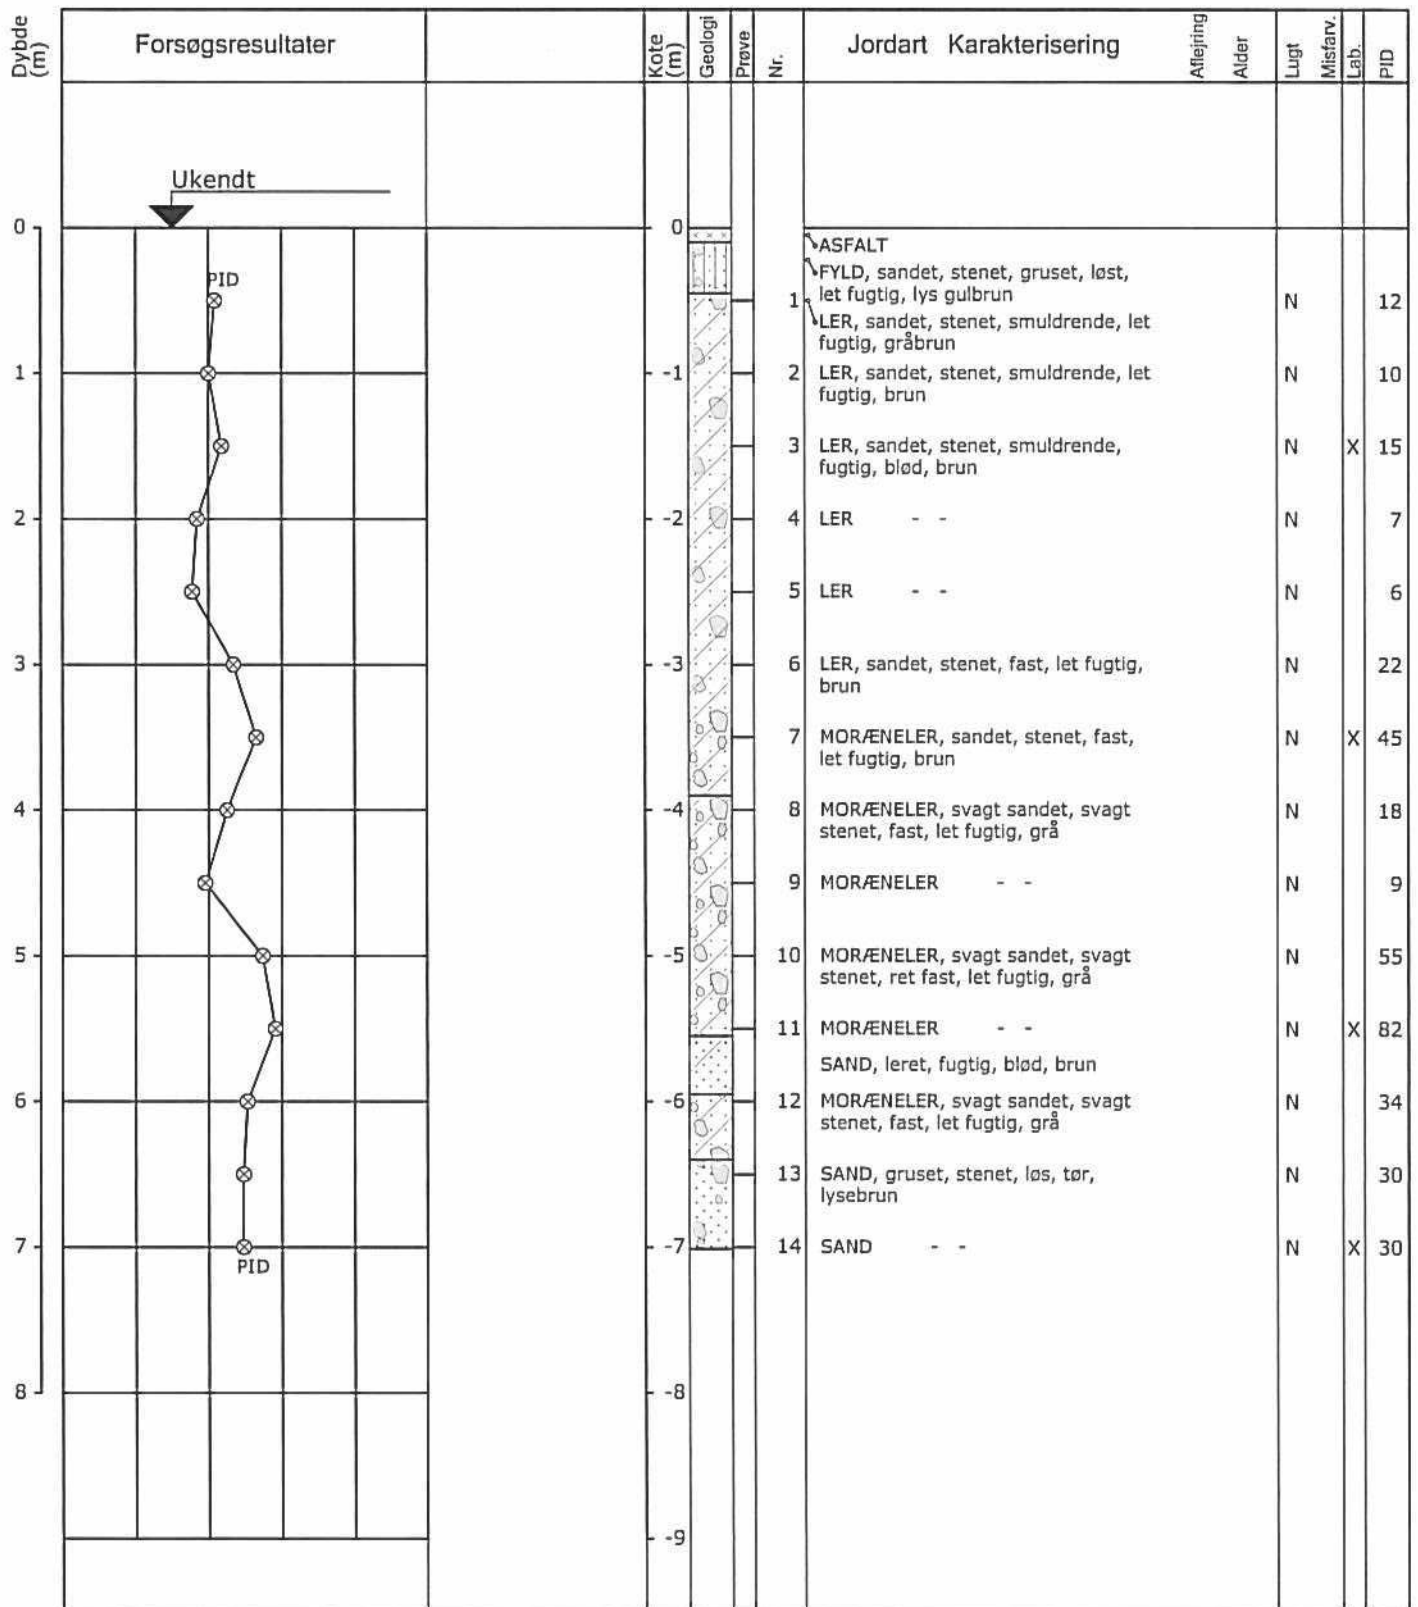 Dybde (m)
Forsøgsresultater
Kote (m)
Geologi
Prøve
Nr.
Jordart Karakterisering
Aflejring
Alder
Lugt
Misfarv.
Lab.
PID
Ukendt
0 0
ASFALT
PID
FYLD, sandet, stenet, gruset, løst,
let fugtig, lys gulbrun
1 N 12
LER, sandet, stenet, smuldrende, let
fugtig, gråbrun
1 -1 2 LER, sandet, stenet, smuldrende, let N 10
fugtig, brun
3 LER, sandet, stenet, smuldrende, N X 15
fugtig, blød, brun
2 -2 4 LER - - N 7
5 LER - - N 6
3 -3 6 LER, sandet, stenet, fast, let fugtig, N 22
brun
7 MORÆNELER, sandet, stenet, fast, N X 45
let fugtig, brun
4 -4 8 MORÆNELER, svagt sandet, svagt N 18
stenet, fast, let fugtig, grå
9 MORÆNELER - - N 9
5 -5 10 MORÆNELER, svagt sandet, svagt N 55
stenet, ret fast, let fugtig, grå
11 MORÆNELER - - N X 82
SAND, leret, fugtig, blød, brun
6 -6 12 MORÆNELER, svagt sandet, svagt N 34
stenet, fast, let fugtig, grå
13 SAND, gruset, stenet, løs, tør, N 30
lysebrun
7 -7 14 SAND - - N X 30
PID
8 -8
-9